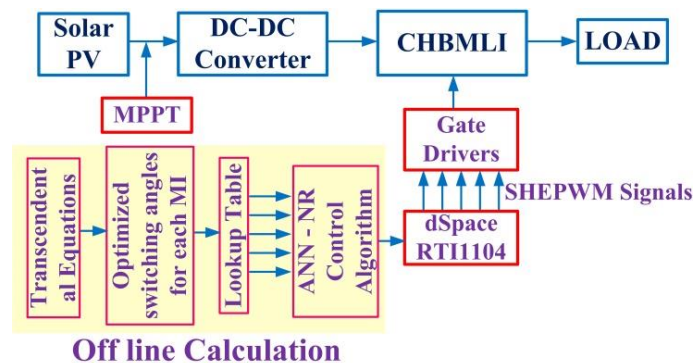 Solar
PV
DC-DC
Converter
CHBMLI
LOAD
MPPT
Gate
Drivers
SHEPWM Signals
dSpace
RTI1104
Transcendent
al Equations
Optimized
switching angles
for each MI
Lookup Table
ANN - NR
Control
Algorithm
Off line Calculation